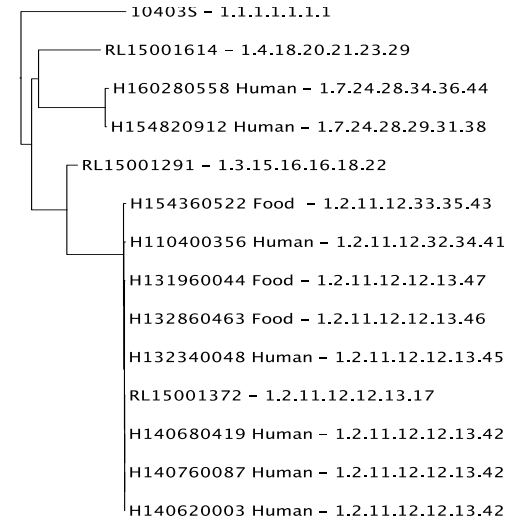 10403S – 1.1.1.1.1.1.1
RL15001614 – 1.4.18.20.21.23.29
H160280558 Human – 1.7.24.28.34.36.44
H154820912 Human – 1.7.24.28.29.31.38
RL15001291 – 1.3.15.16.16.18.22
H154360522 Food – 1.2.11.12.33.35.43
H110400356 Human – 1.2.11.12.32.34.41
H131960044 Food – 1.2.11.12.12.13.47
H132860463 Food – 1.2.11.12.12.13.46
H132340048 Human – 1.2.11.12.12.13.45
RL15001372 – 1.2.11.12.12.13.17
H140680419 Human – 1.2.11.12.12.13.42
H140760087 Human – 1.2.11.12.12.13.42
H140620003 Human – 1.2.11.12.12.13.42